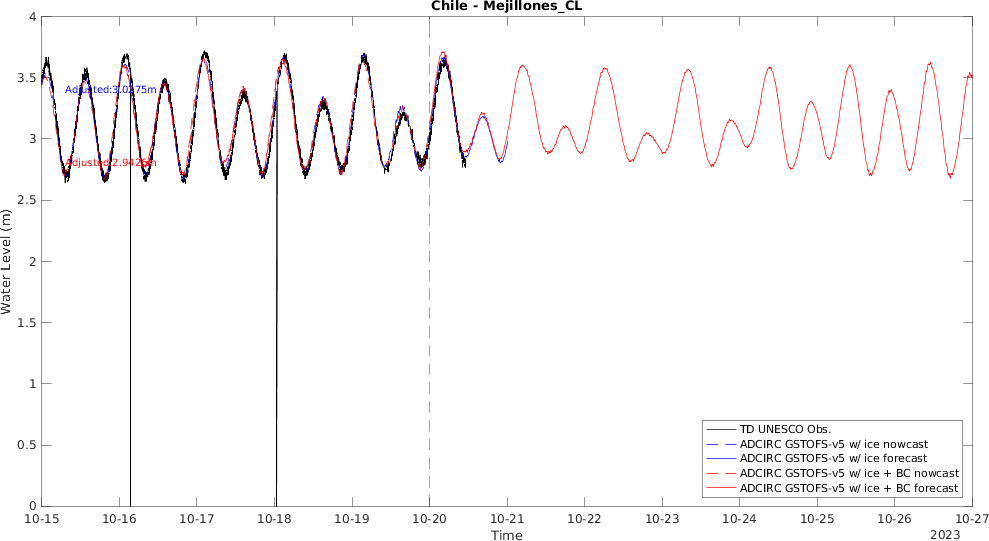 Chile - Mejillones_CL
4
3.5
3
2.5
2
1.5
1
0.5
0
Water Level (m)
Adjusted:3.0275m
Adjusted:2.9426m
TD UNESCO Obs.
ADCIRC GSTOFS-v5 w/ ice nowcast
ADCIRC GSTOFS-v5 w/ ice forecast
ADCIRC GSTOFS-v5 w/ ice + BC nowcast
ADCIRC GSTOFS-v5 w/ ice + BC forecast
10-15 10-16 10-17 10-18 10-19 10-20 10-21 10-22 10-23 10-24 10-25 10-26 10-27
Time
2023